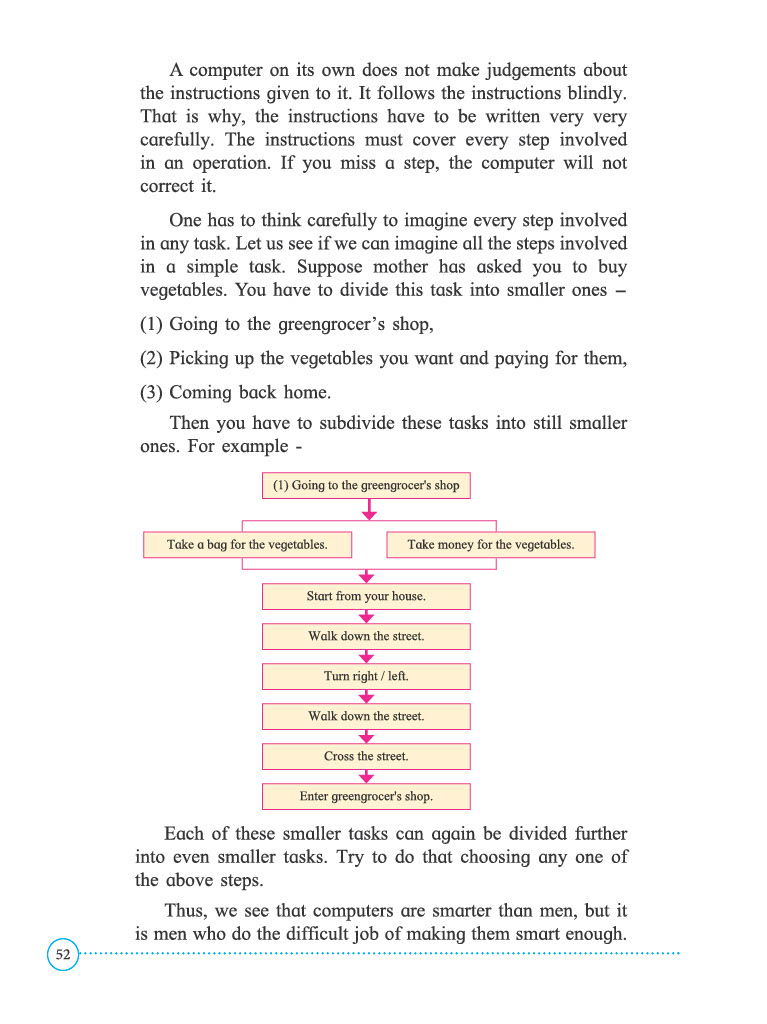 A computer on its own does not make judgements about
the instructions given to it. It follows the instructions blindly.
That is why, the instructions have to be written very very
carefully. The instructions must cover every step involved
in an operation. If you miss a step, the computer will not
correct it.
One has to think carefully to imagine every step involved
in any task. Let us see if we can imagine all the steps involved
in a simple task. Suppose mother has asked you to buy
vegetables. You have to divide this task into smaller ones –
(1) Going to the greengrocer’s shop,
(2) Picking up the vegetables you want and paying for them,
(3) Coming back home.
Then you have to subdivide these tasks into still smaller
ones. For example -
(1) Going to the greengrocer's shop
Take a bag for the vegetables.
Take money for the vegetables.
Start from your house.
Walk down the street.
Turn right / left.
Walk down the street.
Cross the street.
Enter greengrocer's shop.
Each of these smaller tasks can again be divided further
into even smaller tasks. Try to do that choosing any one of
the above steps.
Thus, we see that computers are smarter than men, but it
is men who do the difficult job of making them smart enough.
52